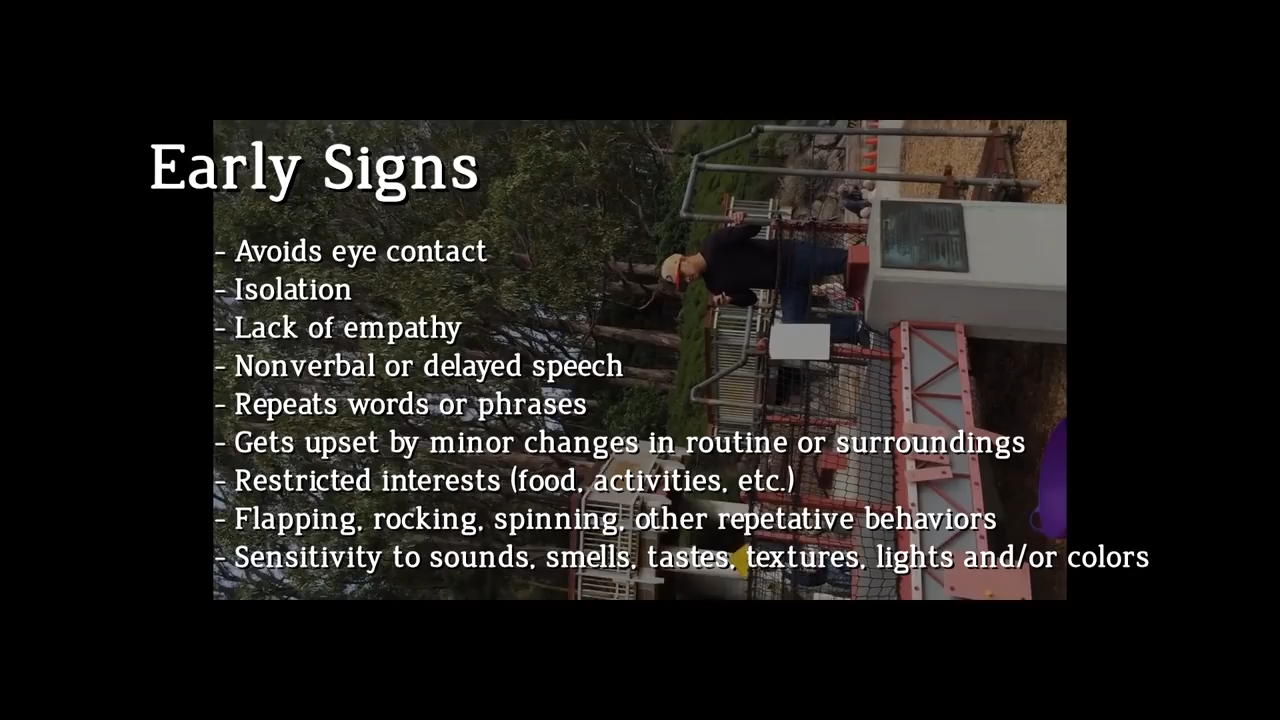 Early Signs
- Avoids eye contact
- Isolation
- Lack of empathy
- Nonverbal or delayed speech
- Repeats words or phrases
- Gets upset by minor changes in routine or surroundings
- Restricted interests (food, activities, etc.)
- Flapping, rocking, spinning, other repetative behaviors
- Sensitivity to sounds, smells, tastes, textures, lights and/or colors